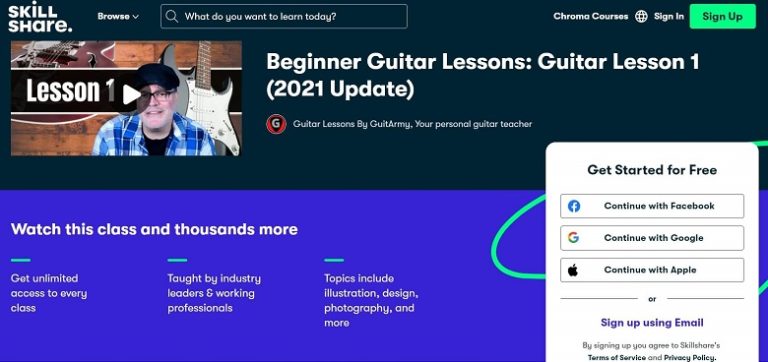 SKILL
SHARE.
Browse
What do you want to learn today?
Chroma Courses
Sign In
Sign Up
Lesson 1
Beginner Guitar Lessons: Guitar Lesson 1
(2021 Update)
G
Guitar Lessons By GuitArmy, Your personal guitar teacher
Watch this class and thousands more
Get unlimited
access to every
class
Taught by industry
leaders & working
professionals
Topics include
illustration, design,
photography, and
more
Get Started for Free
Continue with Facebook
Continue with Google
Continue with Apple
or
Sign up using Email
By signing up you agree to Skillshare's
Terms of Service and Privacy Policy.